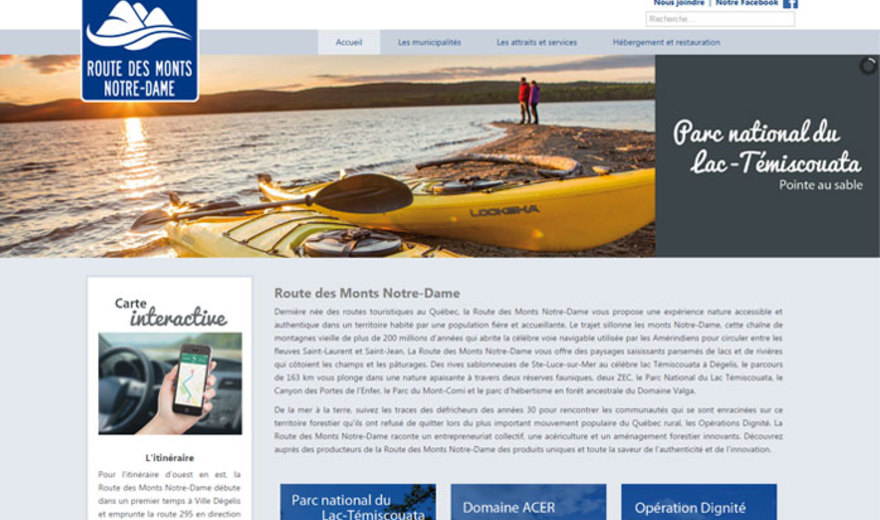 Nous joindre | Notre Facebook
Recherche...
ROUTE DES MONTS
NOTRE-DAME
Accueil Les municipalités Les attraits et services Hébergement et restauration
Parc national du
Lac-Témiscouata
Pointe au sable
LOOKSHA
Carte
interactive
L'itinéraire
Pour l'itinéraire d'ouest en est, la
Route des Monts Notre-Dame débute
dans un premier temps à Ville Dégelis
et emprunte la route 295 en direction
Route des Monts Notre-Dame
Dernière née des routes touristiques au Québec, la Route des Monts Notre-Dame vous propose une expérience nature accessible et
authentique dans un territoire habité par une population fière et accueillante. Le trajet sillonne les monts Notre-Dame, cette chaîne de
montagnes vieille de plus de 200 millions d'années qui abrite la célèbre voie navigable utilisée par les Amérindiens pour circuler entre les
fleuves Saint-Laurent et Saint-Jean. La Route des Monts Notre-Dame vous offre des paysages saisissants parsemés de lacs et de rivières
qui côtoient les champs et les pâturages. Des rives sablonneuses de Ste-Luce-sur-Mer au célèbre lac Témiscouata à Dégelis, le parcours
de 163 km vous plonge dans une nature apaisante à travers deux réserves fauniques, deux ZEC, le Parc National du Lac Témiscouata, le
Canyon des Portes de l'Enfer, le Parc du Mont-Comi et le parc d'hébertisme en forêt ancestrale du Domaine Valga.
De la mer à la terre, suivez les traces des défricheurs des années 30 pour rencontrer les communautés qui se sont enracinées sur ce
territoire forestier qu'ils ont refusé de quitter lors du plus important mouvement populaire du Québec rural, les Opérations Dignité. La
Route des Monts Notre-Dame raconte un entrepreneuriat collectif, une acériculture et un aménagement forestier innovants. Découvrez
auprès des producteurs de la Route des Monts Notre-Dame des produits uniques et toute la saveur de l'authenticité et de l'innovation.
Parc national du
Lac-Témiscouata
Domaine ACER
Opération Dignité